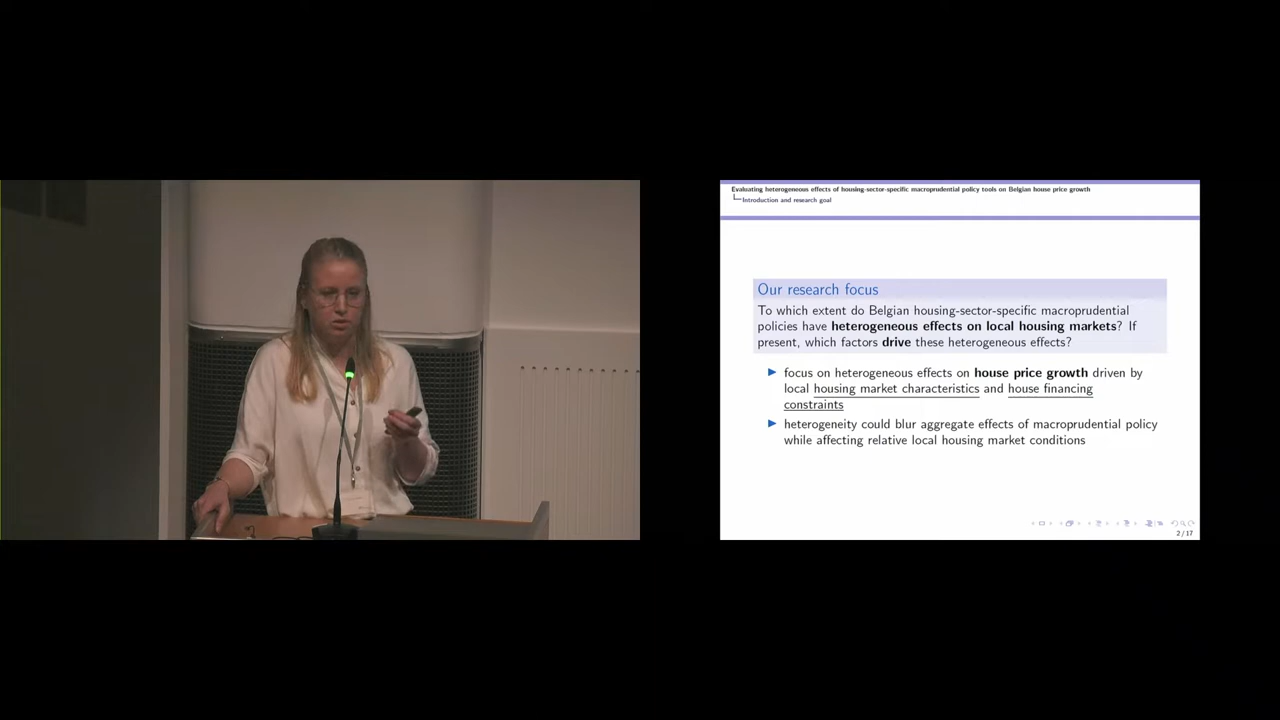 Evaluating heterogeneous effects of housing-sector-specific macroprudential policy tools on Belgian house price growth
Introduction and research goal
Our research focus
To which extent do Belgian housing-sector-specific macroprudential
policies have heterogeneous effects on local housing markets? If
present, which factors drive these heterogeneous effects?
focus on heterogeneous effects on house price growth driven by
local housing market characteristics and house financing
constraints
heterogeneity could blur aggregate effects of macroprudential policy
while affecting relative local housing market conditions
2/17